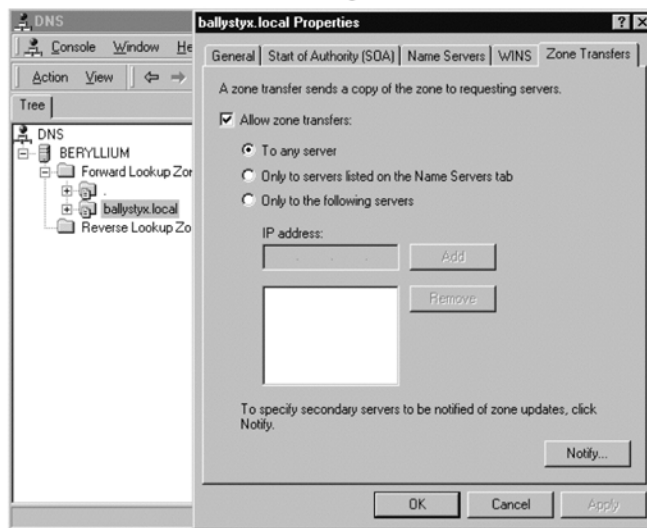 DNS
Console Window He
Action View
Tree
DNS
BERYLLIUM
Forward Lookup Zor
.
ballystyx.local
Reverse Lookup Zo
ballystyx.local Properties
General Start of Authority (SOA) Name Servers WINS Zone Transfers
A zone transfer sends a copy of the zone to requesting servers.
Allow zone transfers:
To any server
Only to servers listed on the Name Servers tab
Only to the following servers
IP address:
. . .
Add
Remove
To specify secondary servers to be notified of zone updates, click
Notify.
Notify...
OK Cancel Apply